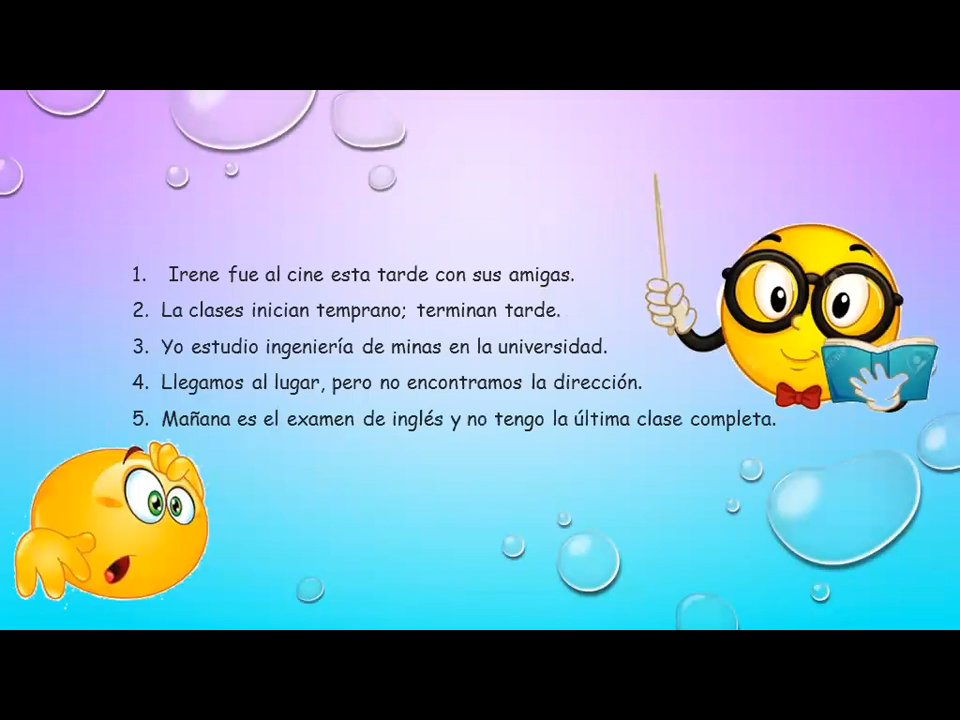 1. Irene fue al cine esta tarde con sus amigas.
2. La clases inician temprano; terminan tarde.
3. Yo estudio ingeniería de minas en la universidad.
4. Llegamos al lugar, pero no encontramos la dirección.
5. Mañana es el examen de inglés y no tengo la última clase completa.